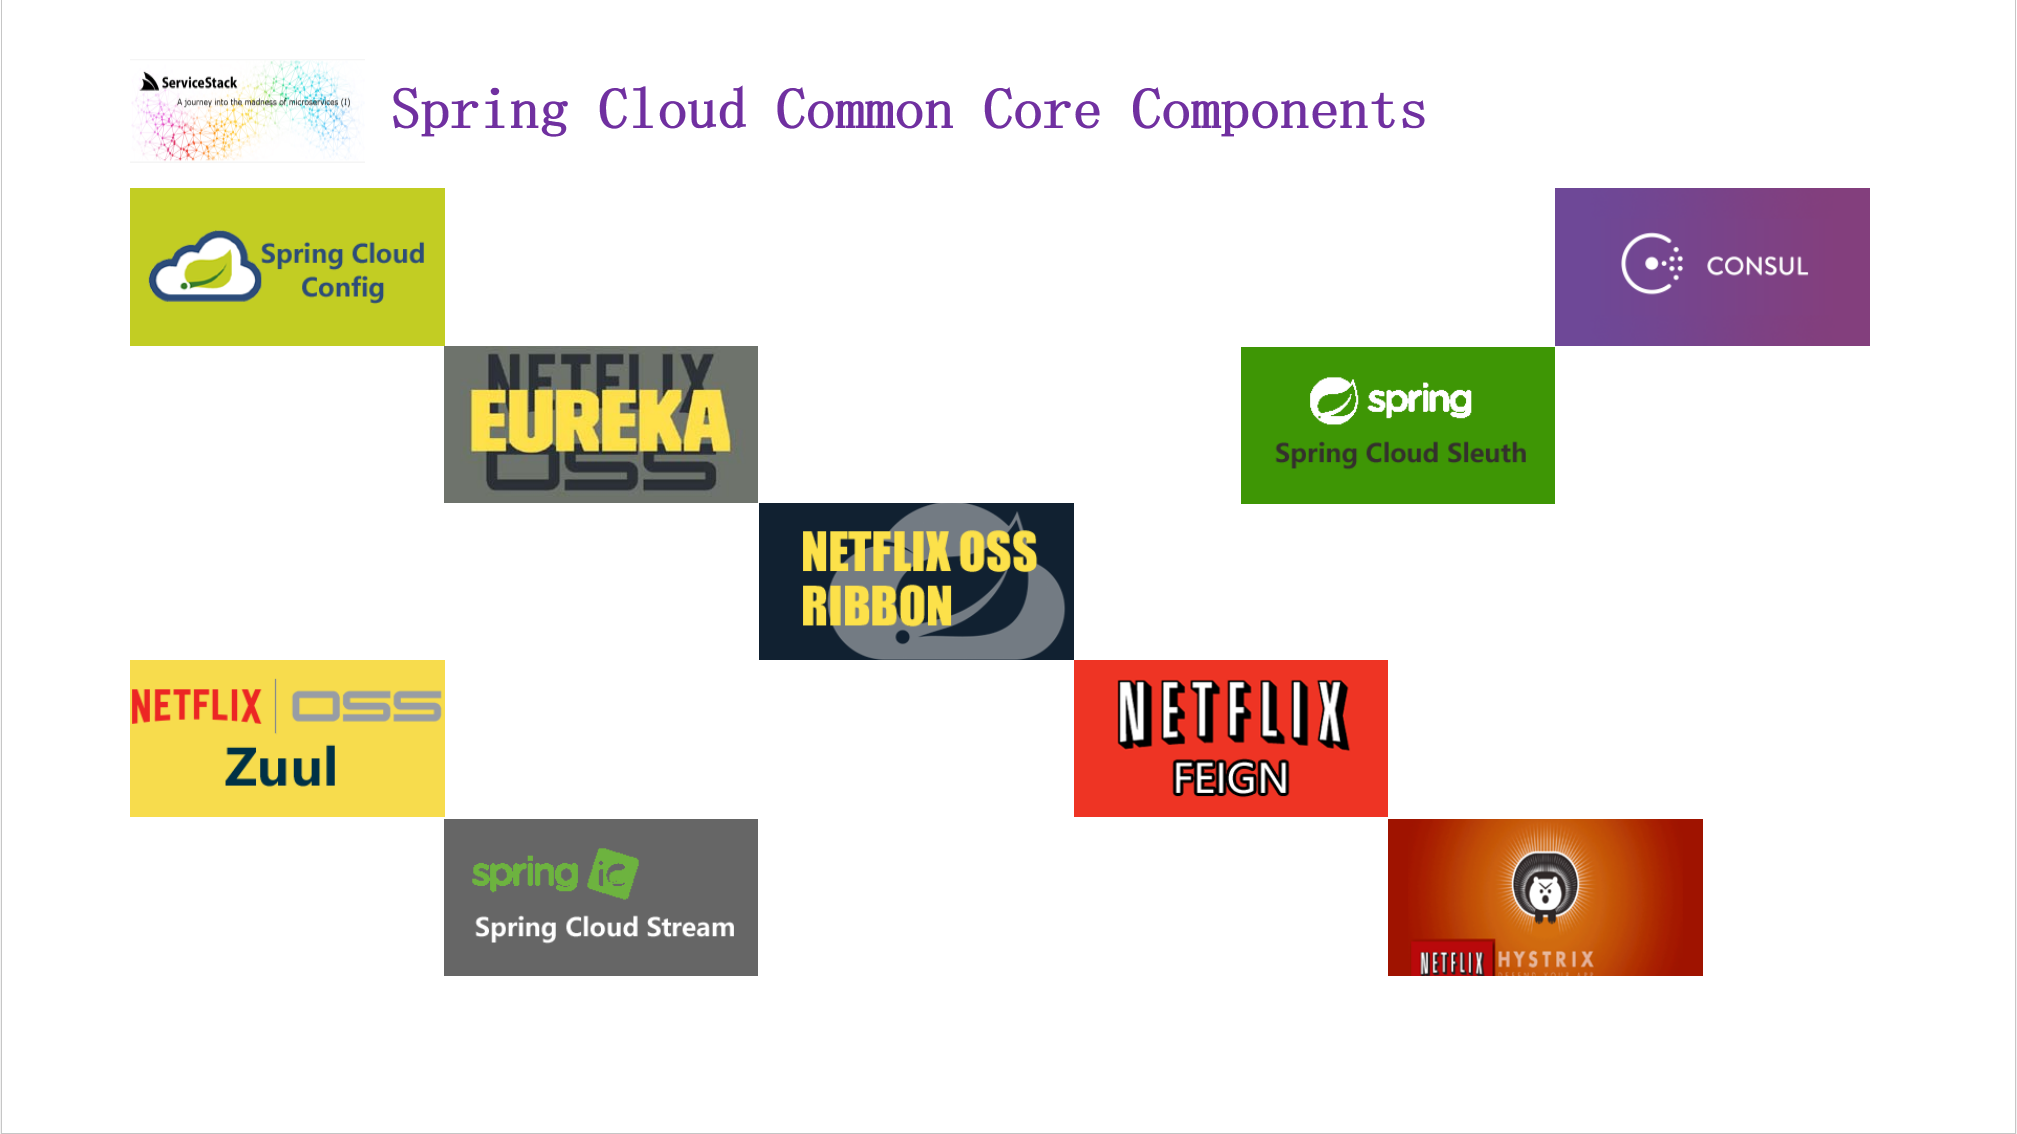 ServiceStack
A journey into the madness of microservices (I)
Spring Cloud Common Core Components
Spring Cloud
Config
CONSUL
NETFLIX
EUREKA
OSS
spring
Spring Cloud Sleuth
NETFLIX OSS
RIBBON
NETFLIX OSS
Zuul
NETFLIX
FEIGN
spring
Spring Cloud Stream
NETFLIX HYSTRIX